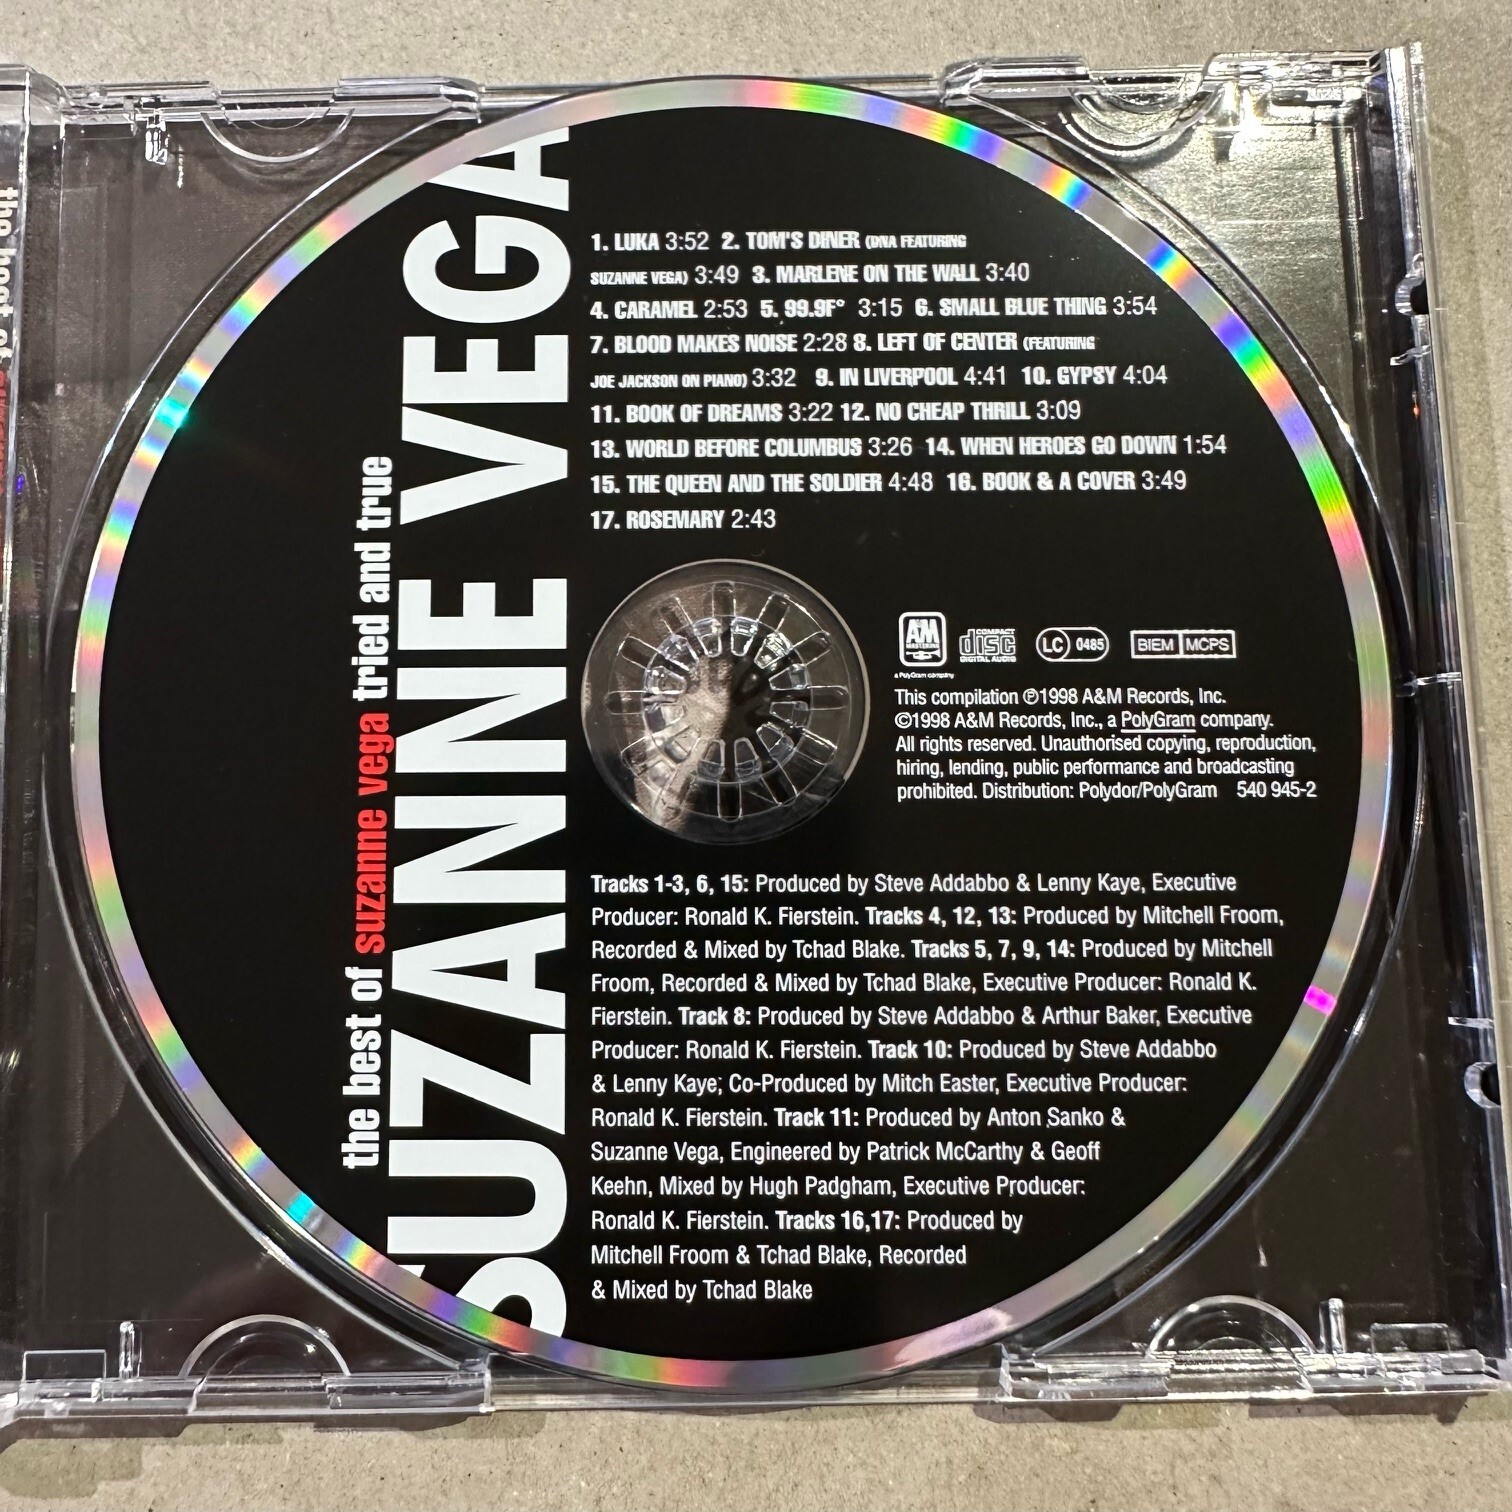 SUZANNE VEGA
the best of suzanne vega tried and true
1. LUKA 3:52 2. TOM'S DINER (DNA FEATURING
SUZANNE VEGA) 3:49 3. MARLENE ON THE WALL 3:40
4. CARAMEL 2:53 5. 99.9F° 3:15 6. SMALL BLUE THING 3:54
7. BLOOD MAKES NOISE 2:28 8. LEFT OF CENTER (FEATURING
JOE JACKSON ON PIANO) 3:32 9. IN LIVERPOOL 4:41 10. GYPSY 4:04
11. BOOK OF DREAMS 3:22 12. NO CHEAP THRILL 3:09
13. WORLD BEFORE COLUMBUS 3:26 14. WHEN HEROES GO DOWN 1:54
15. THE QUEEN AND THE SOLDIER 4:48 16. BOOK & A COVER 3:49
17. ROSEMARY 2:43
A&M
MASTERING
a PolyGram company
COMPACT
disc
DIGITAL AUDIO
LC 0485
BIEM MCPS
This compilation ℗1998 A&M Records, Inc.
©1998 A&M Records, Inc., a PolyGram company.
All rights reserved. Unauthorised copying, reproduction,
hiring, lending, public performance and broadcasting
prohibited. Distribution: Polydor/PolyGram 540 945-2
Tracks 1-3, 6, 15: Produced by Steve Addabbo & Lenny Kaye, Executive
Producer: Ronald K. Fierstein. Tracks 4, 12, 13: Produced by Mitchell Froom,
Recorded & Mixed by Tchad Blake. Tracks 5, 7, 9, 14: Produced by Mitchell
Froom, Recorded & Mixed by Tchad Blake, Executive Producer: Ronald K.
Fierstein. Track 8: Produced by Steve Addabbo & Arthur Baker, Executive
Producer: Ronald K. Fierstein. Track 10: Produced by Steve Addabbo
& Lenny Kaye; Co-Produced by Mitch Easter, Executive Producer:
Ronald K. Fierstein. Track 11: Produced by Anton Sanko &
Suzanne Vega, Engineered by Patrick McCarthy & Geoff
Keehn, Mixed by Hugh Padgham, Executive Producer:
Ronald K. Fierstein. Tracks 16,17: Produced by
Mitchell Froom & Tchad Blake, Recorded
& Mixed by Tchad Blake
the best of